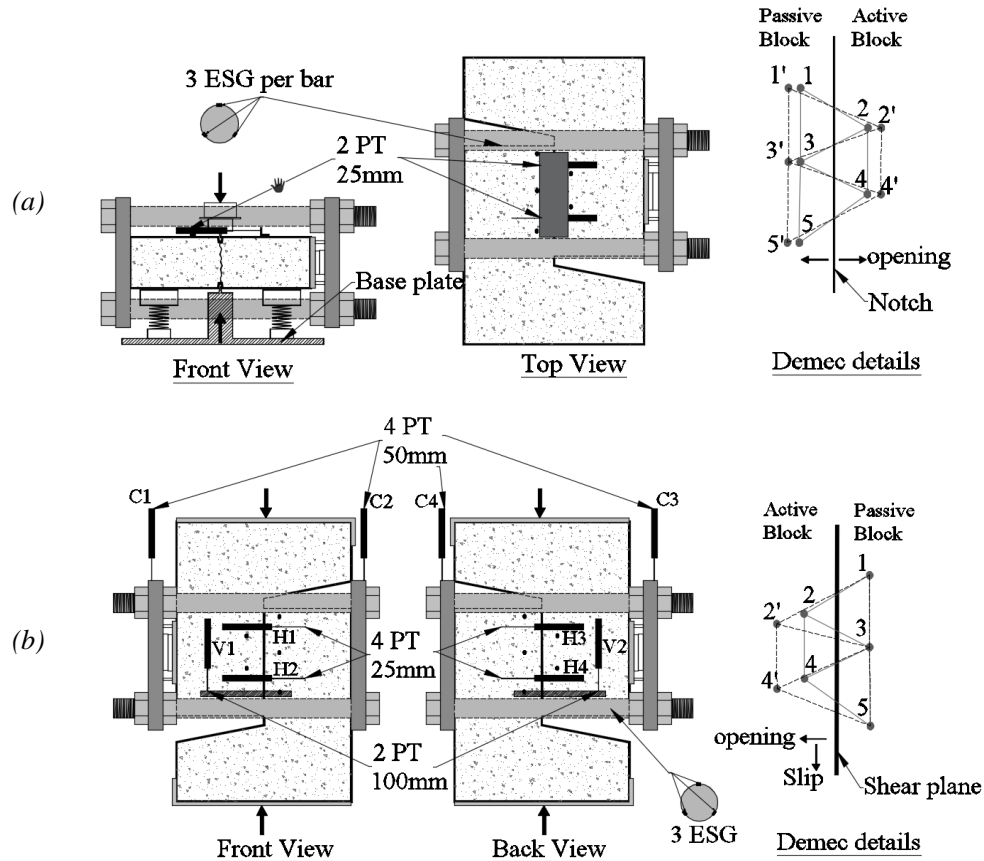 (a)
3 ESG per bar
2 PT
25mm
Base plate
Front View
Top View
Passive
Block
Active
Block
1'
1
2
2'
3'
3
4
4'
5'
5
opening
Notch
Demec details
(b)
4 PT
50mm
C1
C2
C4
C3
V1
H1
H2
4 PT
25mm
H3
H4
V2
2 PT
100mm
3 ESG
Front View
Back View
Active
Block
Passive
Block
1
2
2'
3
4
4'
5
opening
Slip
Shear plane
Demec details